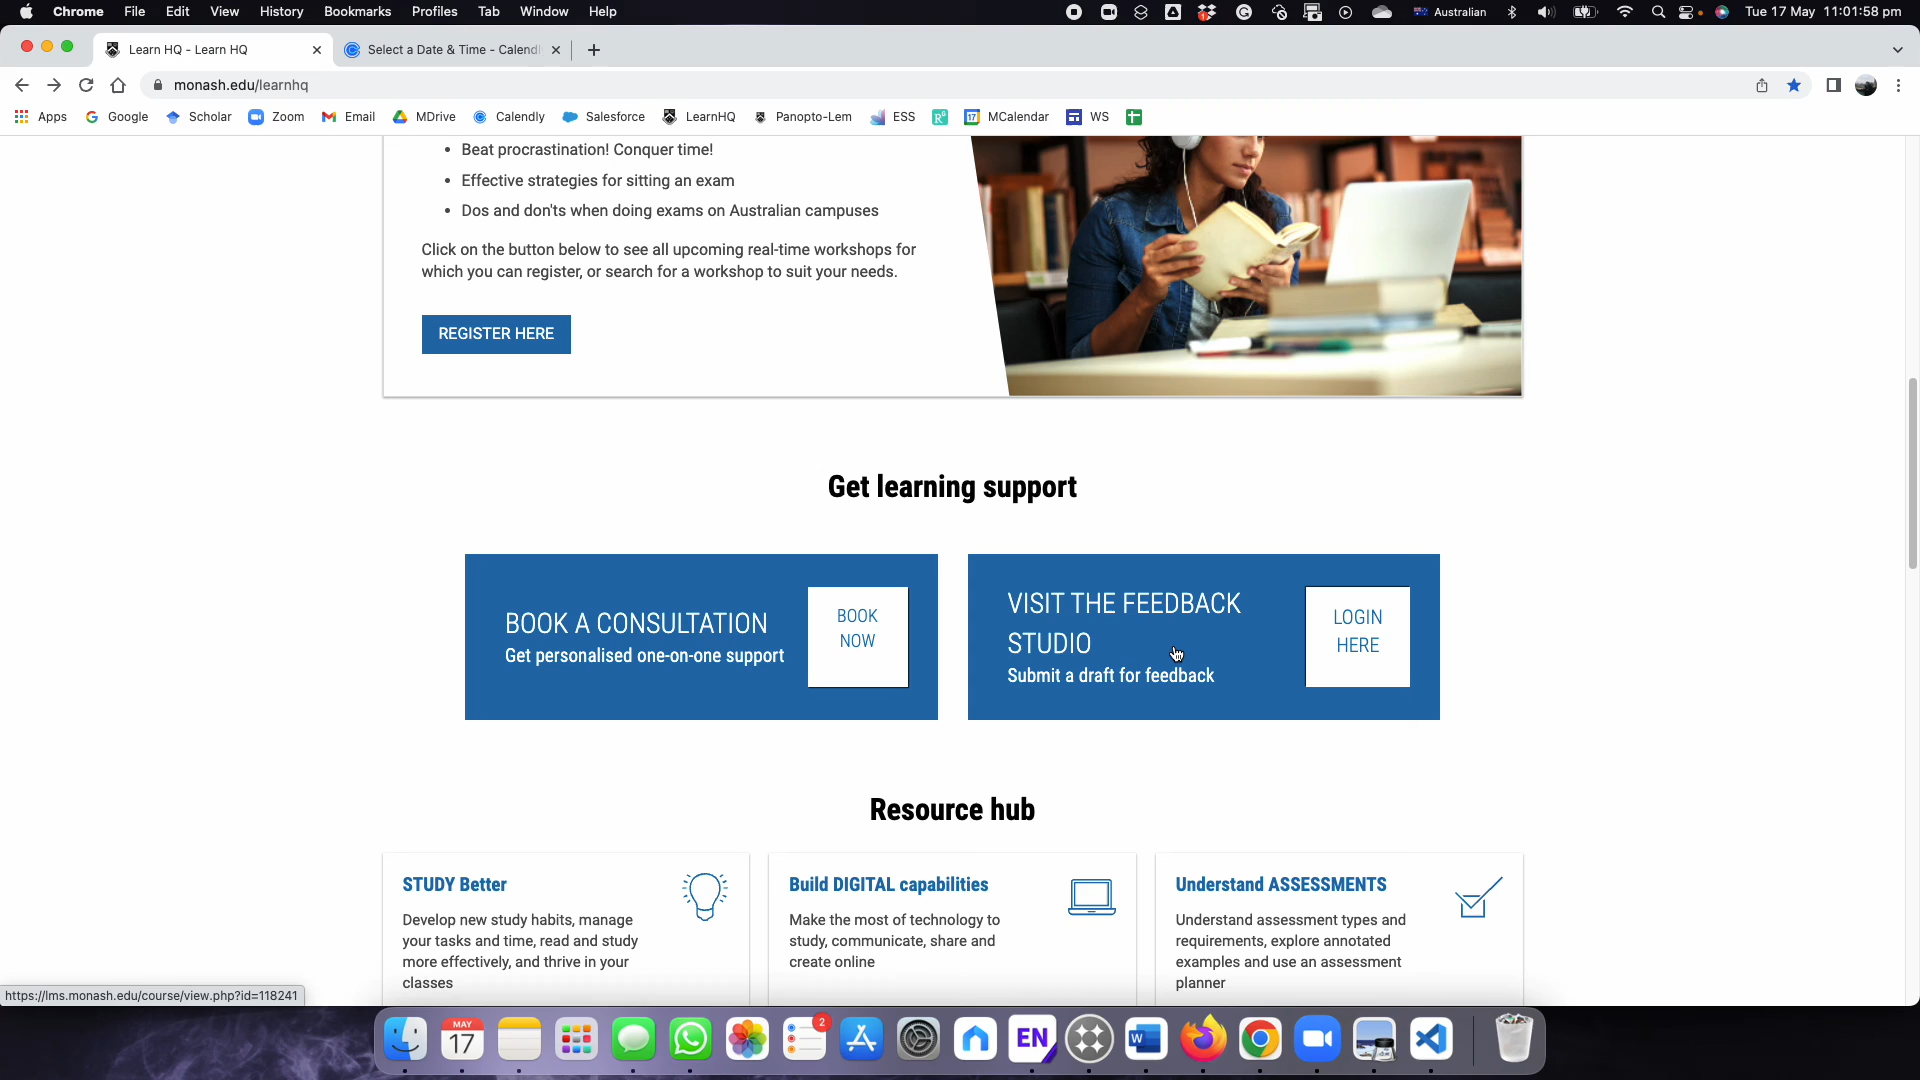 Chrome File Edit View History Bookmarks Profiles Tab Window Help Australian Tue 17 May 11:01:58 pm
Learn HQ - Learn HQ Select a Date & Time - Calendl
monash.edu/learnhq
Apps Google Scholar Zoom Email MDrive Calendly Salesforce LearnHQ Panopto-Lem ESS MCalendar WS
• Beat procrastination! Conquer time!
• Effective strategies for sitting an exam
• Dos and don'ts when doing exams on Australian campuses
Click on the button below to see all upcoming real-time workshops for
which you can register, or search for a workshop to suit your needs.
REGISTER HERE
Get learning support
BOOK A CONSULTATION
Get personalised one-on-one support
BOOK
NOW
VISIT THE FEEDBACK
STUDIO
Submit a draft for feedback
LOGIN
HERE
Resource hub
STUDY Better
Develop new study habits, manage
your tasks and time, read and study
more effectively, and thrive in your
classes
Build DIGITAL capabilities
Make the most of technology to
study, communicate, share and
create online
Understand ASSESSMENTS
Understand assessment types and
requirements, explore annotated
examples and use an assessment
planner
https://lms.monash.edu/course/view.php?id=118241
MAY
17
2
EN
W